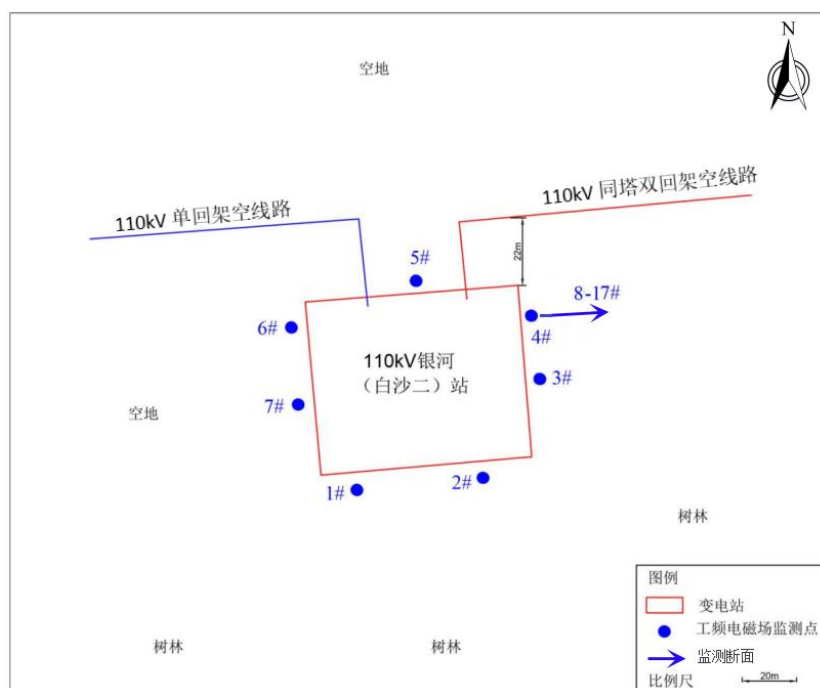 N
空地
110kV 单回架空线路
110kV 同塔双回架空线路
22m
5#
8-17#
6#
4#
110kV银河
（白沙二）站
3#
7#
空地
1#
2#
树林
树林
树林
图例
变电站
工频电磁场监测点
监测断面
比例尺
20m